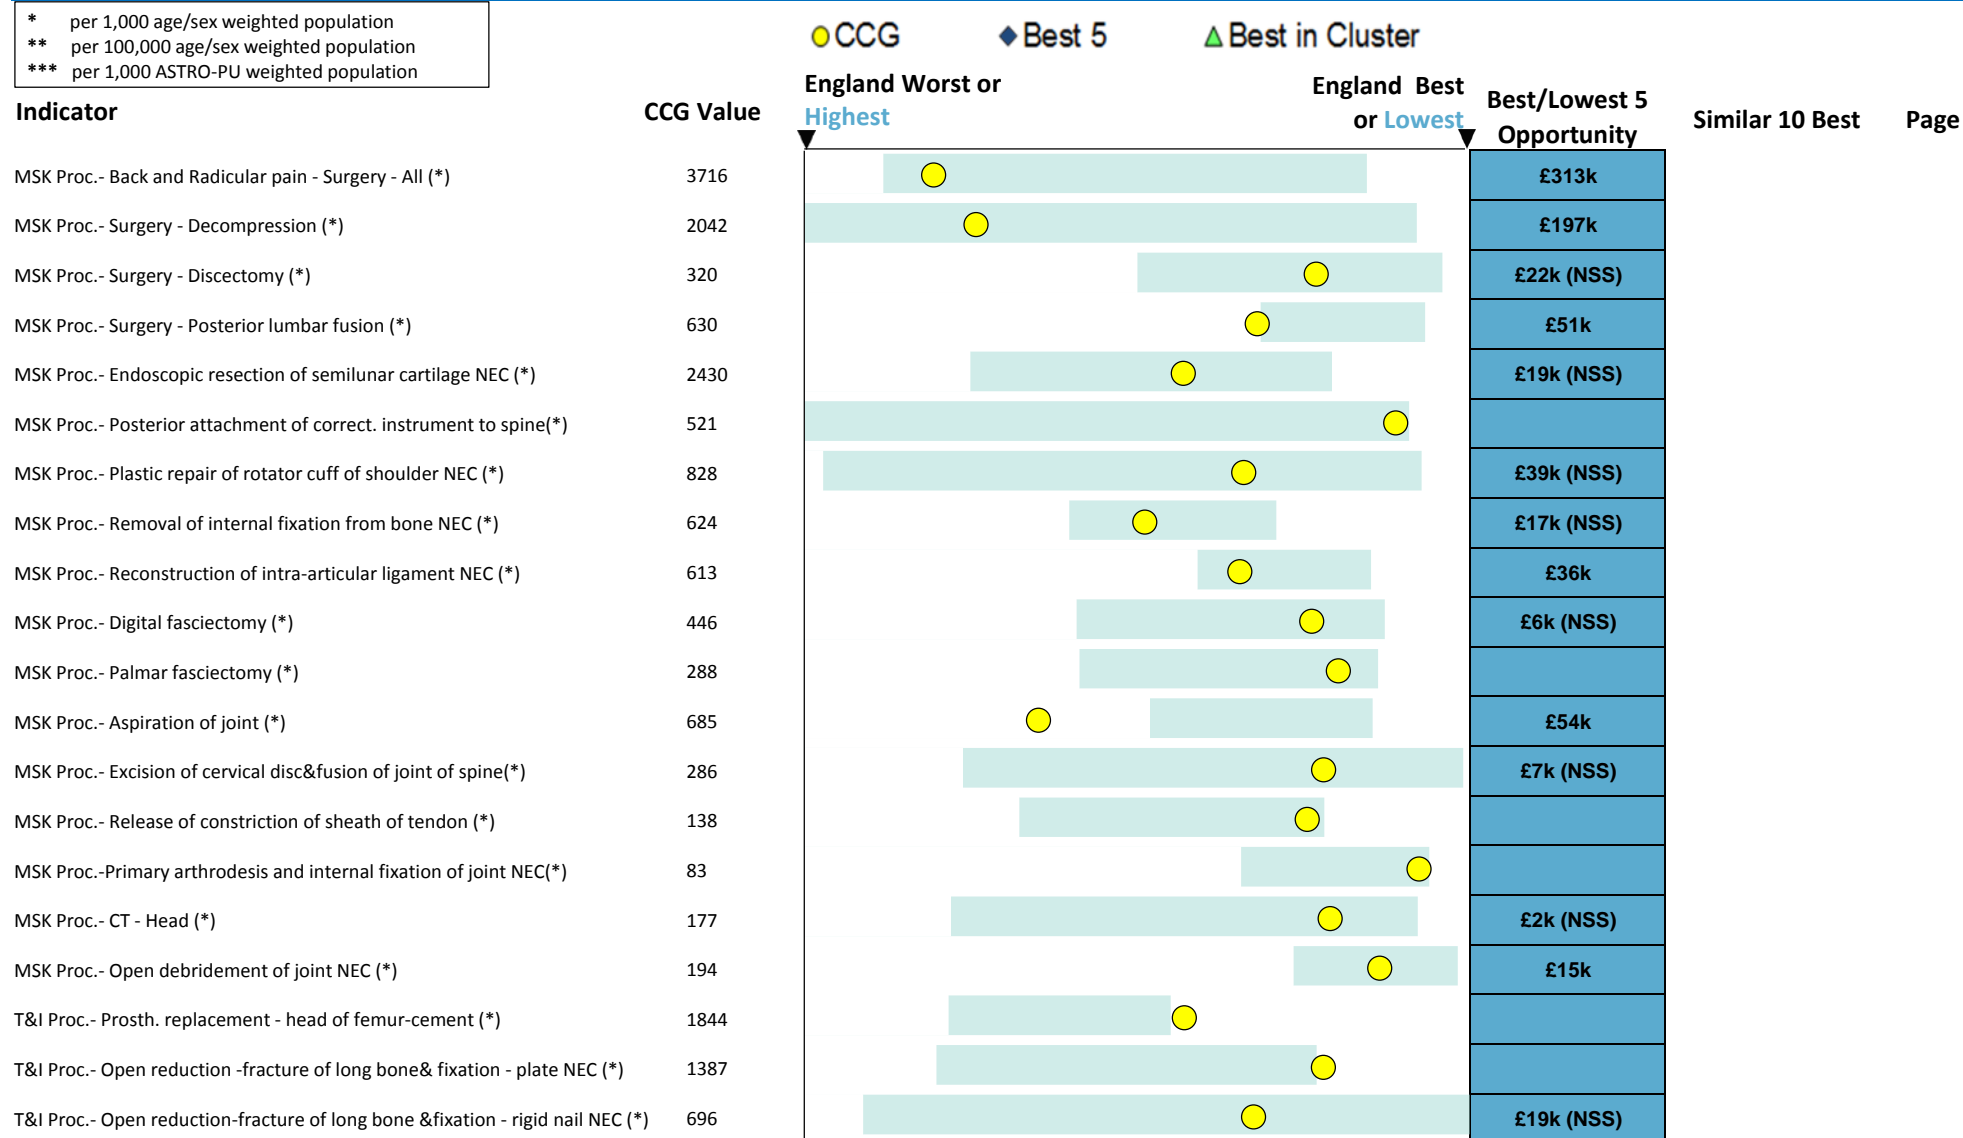 * per 1,000 age/sex weighted population
** per 100,000 age/sex weighted population
*** per 1,000 ASTRO-PU weighted population
CCG Best 5 Best in Cluster
Indicator CCG Value England Worst or Highest England Best or Lowest Best/Lowest 5 Opportunity Similar 10 Best Page
MSK Proc.- Back and Radicular pain - Surgery - All (*) 3716 £313k
MSK Proc.- Surgery - Decompression (*) 2042 £197k
MSK Proc.- Surgery - Discectomy (*) 320 £22k (NSS)
MSK Proc.- Surgery - Posterior lumbar fusion (*) 630 £51k
MSK Proc.- Endoscopic resection of semilunar cartilage NEC (*) 2430 £19k (NSS)
MSK Proc.- Posterior attachment of correct. instrument to spine(*) 521
MSK Proc.- Plastic repair of rotator cuff of shoulder NEC (*) 828 £39k (NSS)
MSK Proc.- Removal of internal fixation from bone NEC (*) 624 £17k (NSS)
MSK Proc.- Reconstruction of intra-articular ligament NEC (*) 613 £36k
MSK Proc.- Digital fasciectomy (*) 446 £6k (NSS)
MSK Proc.- Palmar fasciectomy (*) 288
MSK Proc.- Aspiration of joint (*) 685 £54k
MSK Proc.- Excision of cervical disc&fusion of joint of spine(*) 286 £7k (NSS)
MSK Proc.- Release of constriction of sheath of tendon (*) 138
MSK Proc.-Primary arthrodesis and internal fixation of joint NEC(*) 83
MSK Proc.- CT - Head (*) 177 £2k (NSS)
MSK Proc.- Open debridement of joint NEC (*) 194 £15k
T&I Proc.- Prosth. replacement - head of femur-cement (*) 1844
T&I Proc.- Open reduction -fracture of long bone& fixation - plate NEC (*) 1387
T&I Proc.- Open reduction-fracture of long bone &fixation - rigid nail NEC (*) 696 £19k (NSS)